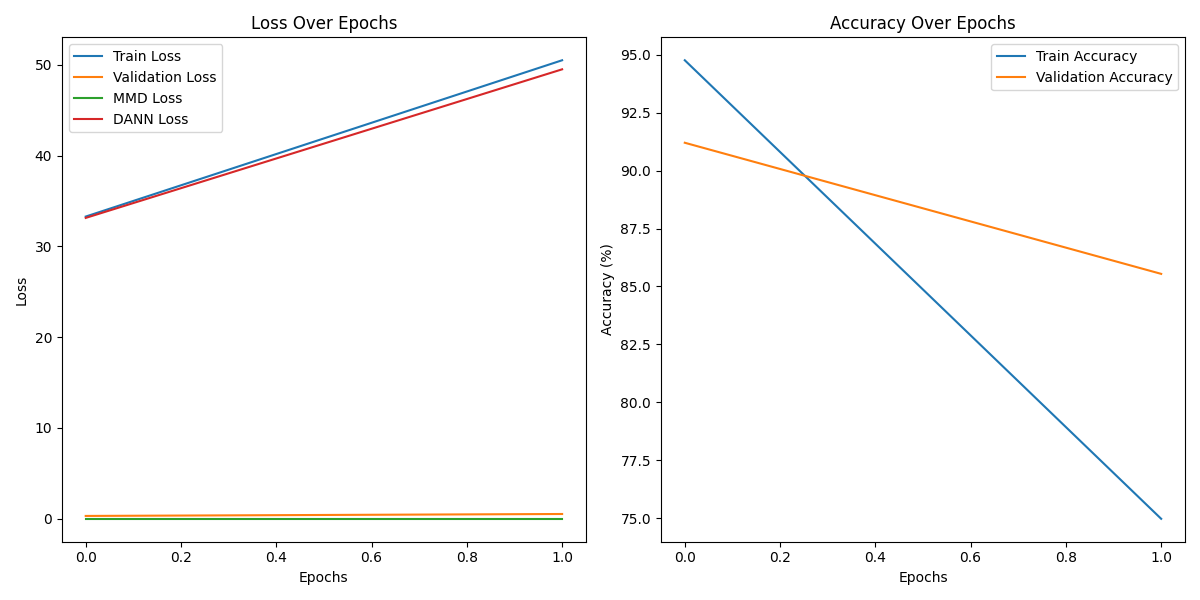 Loss Over Epochs
Train Loss
Validation Loss
MMD Loss
DANN Loss
50
40
30
20
10
0
Loss
0.0 0.2 0.4 0.6 0.8 1.0
Epochs
Accuracy Over Epochs
Train Accuracy
Validation Accuracy
95.0
92.5
90.0
87.5
85.0
82.5
80.0
77.5
75.0
Accuracy (%)
0.0 0.2 0.4 0.6 0.8 1.0
Epochs